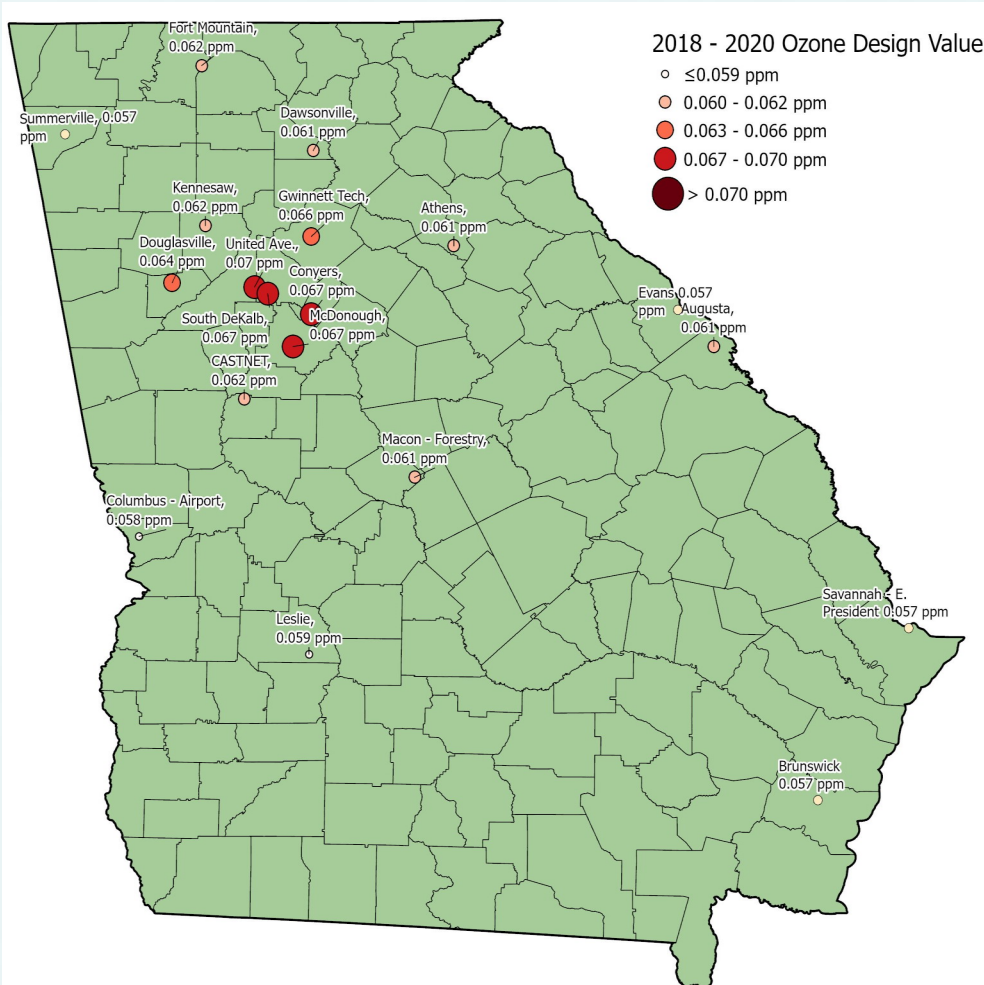 2018 - 2020 Ozone Design Value
≤0.059 ppm
0.060 - 0.062 ppm
0.063 - 0.066 ppm
0.067 - 0.070 ppm
> 0.070 ppm
Fort Mountain,
0.062 ppm
Summerville, 0.057
ppm
Dawsonville,
0.061 ppm
Kennesaw,
0.062 ppm
Gwinnett Tech,
0.066 ppm
Athens,
0.061 ppm
Douglasville,
0.064 ppm
United Ave.,
0.07 ppm
Conyers,
0.067 ppm
Evans 0.057
ppm
Augusta,
0.061 ppm
South DeKalb,
0.067 ppm
McDonough,
0.067 ppm
CASTNET,
0.062 ppm
Macon - Forestry,
0.061 ppm
Columbus - Airport,
0.058 ppm
Leslie,
0.059 ppm
Savannah - E.
President 0.057 ppm
Brunswick
0.057 ppm